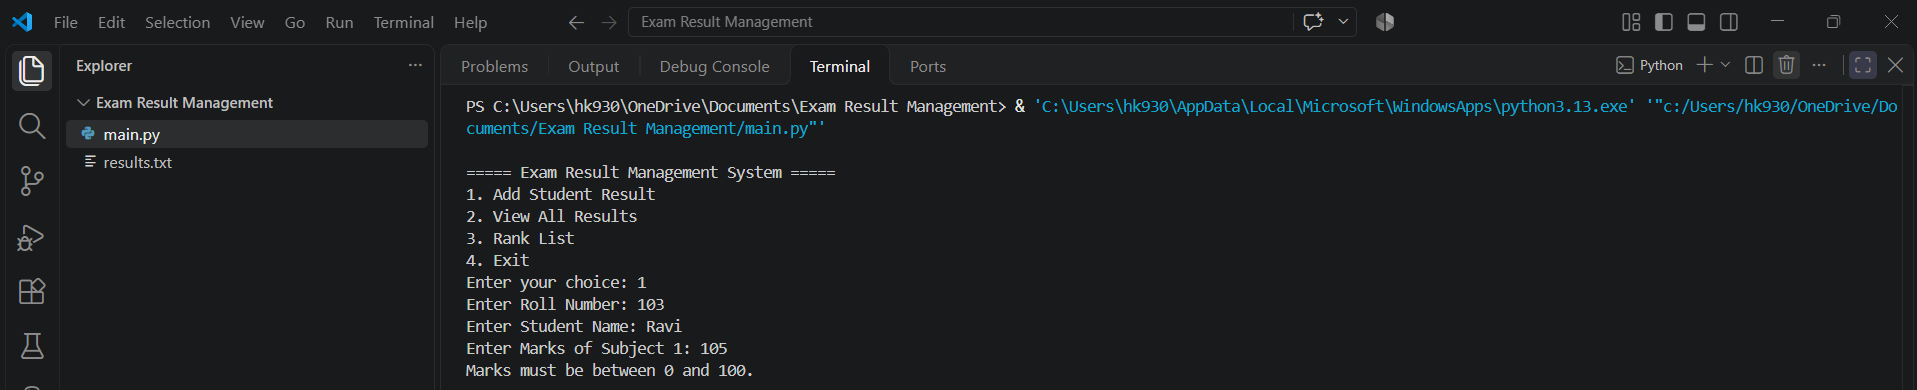 File Edit Selection View Go Run Terminal Help
Exam Result Management
Explorer
Exam Result Management
main.py
results.txt
Problems Output Debug Console Terminal Ports
Python
PS C:\Users\hk930\OneDrive\Documents\Exam Result Management> & 'C:\Users\hk930\AppData\Local\Microsoft\WindowsApps\python3.13.exe' '"c:/Users/hk930/OneDrive/Do
cuments/Exam Result Management/main.py"'
===== Exam Result Management System =====
1. Add Student Result
2. View All Results
3. Rank List
4. Exit
Enter your choice: 1
Enter Roll Number: 103
Enter Student Name: Ravi
Enter Marks of Subject 1: 105
Marks must be between 0 and 100.